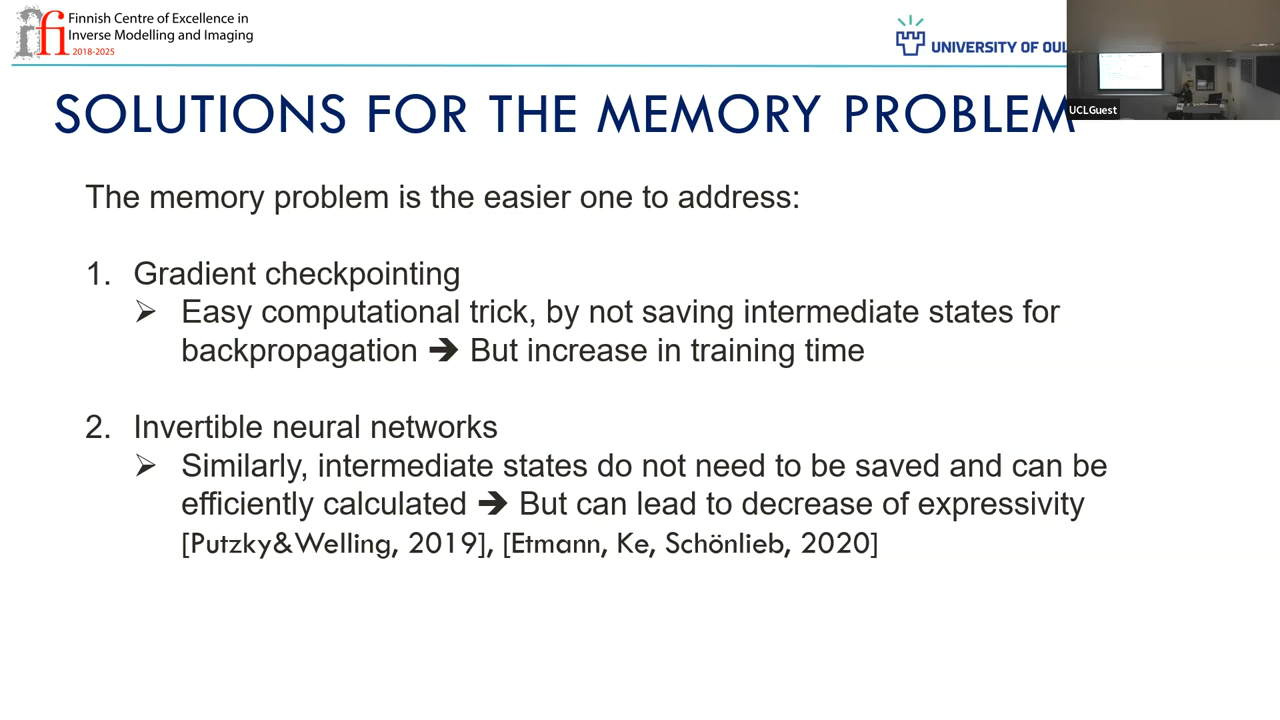 Finnish Centre of Excellence in
Inverse Modelling and Imaging
2018-2025
fi
UNIVERSITY OF OUL
UCLGuest
SOLUTIONS FOR THE MEMORY PROBLEM
The memory problem is the easier one to address:
1. Gradient checkpointing
➢ Easy computational trick, by not saving intermediate states for
backpropagation ➔ But increase in training time
2. Invertible neural networks
➢ Similarly, intermediate states do not need to be saved and can be
efficiently calculated ➔ But can lead to decrease of expressivity
[Putzky&Welling, 2019], [Etmann, Ke, Schönlieb, 2020]